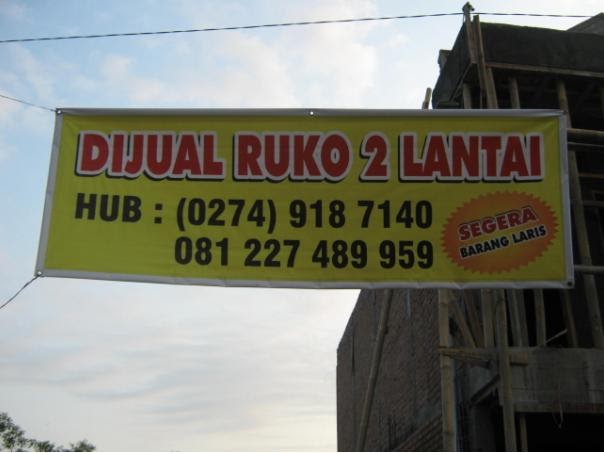 DIJUAL RUKO 2 LANTAI
HUB : (0274) 918 7140
081 227 489 959
SEGERA
BARANG LARIS